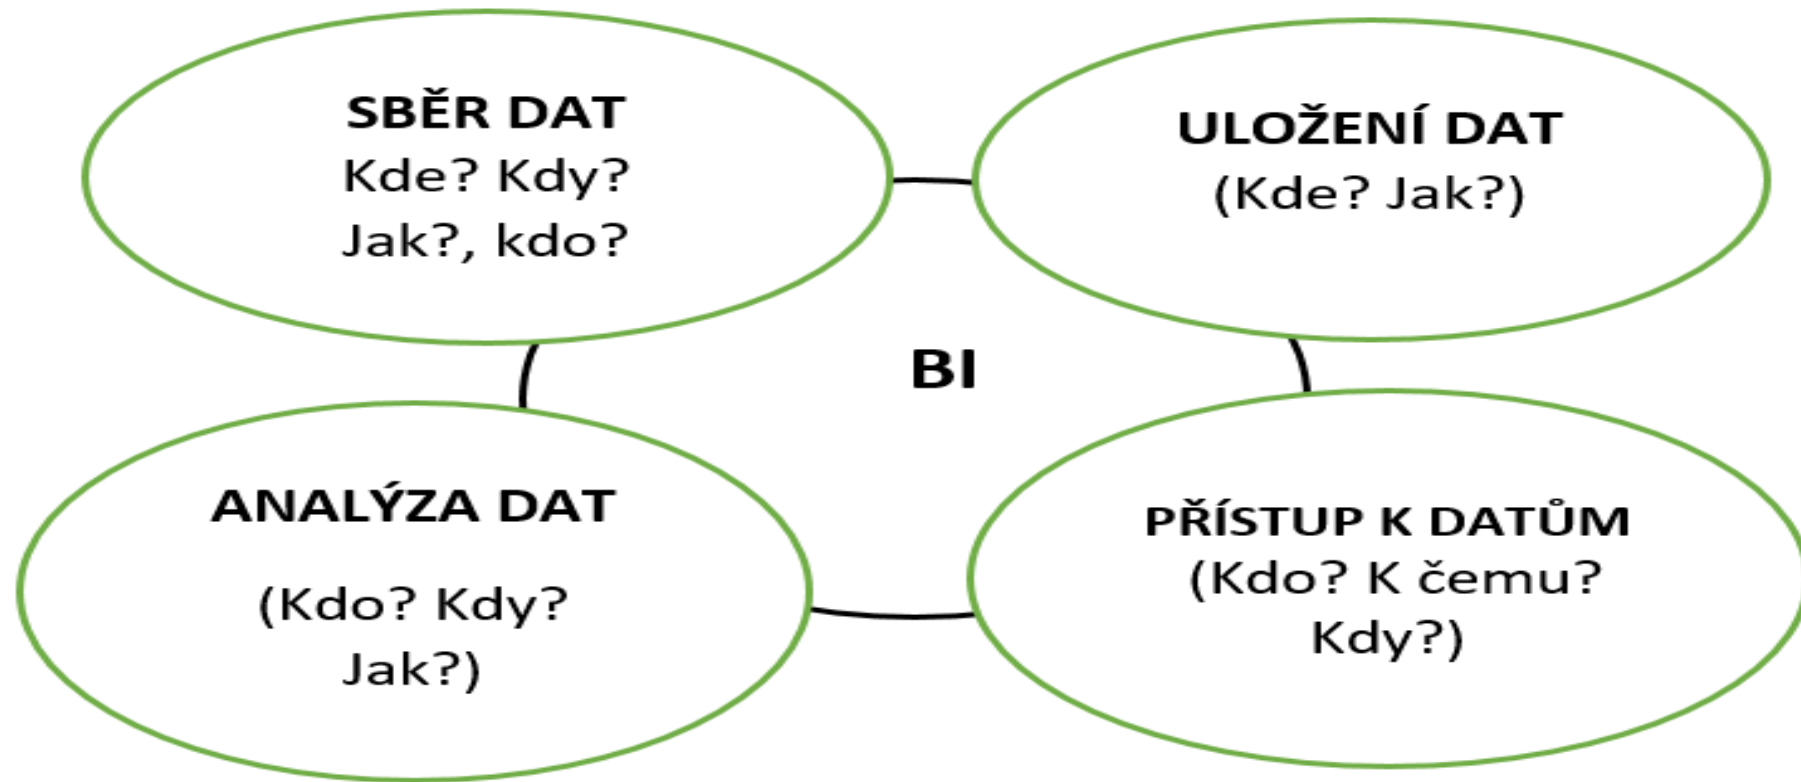 SBĚR DAT
Kde? Kdy?
Jak?, kdo?
ULOŽENÍ DAT
(Kde? Jak?)
BI
ANALÝZA DAT
(Kdo? Kdy?
Jak?)
PŘÍSTUP K DATŮM
(Kdo? K čemu?
Kdy?)